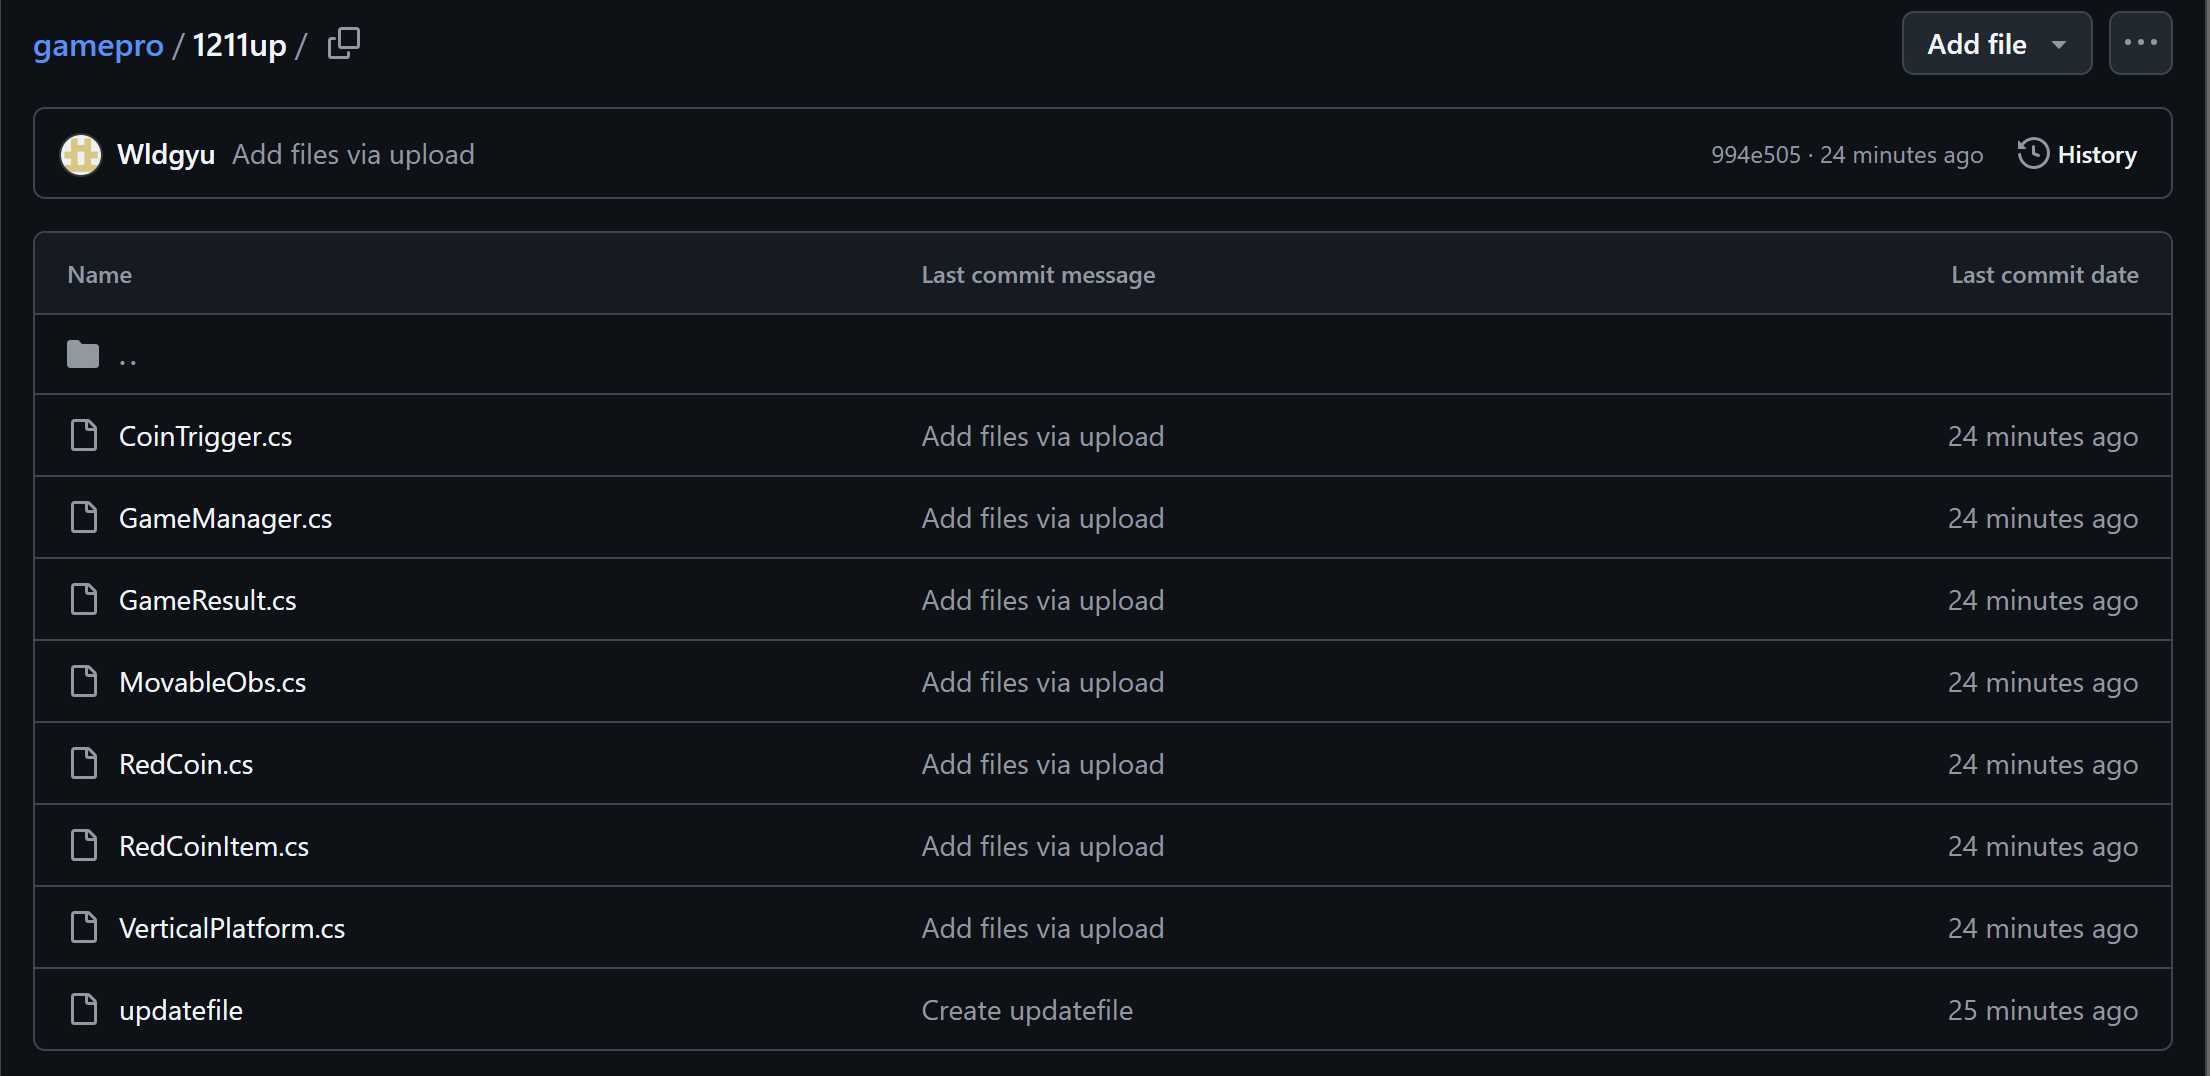 gamepro / 1211up /
Add file
Wldgyu Add files via upload
994e505 · 24 minutes ago
History
Name Last commit message Last commit date
..
CoinTrigger.cs Add files via upload 24 minutes ago
GameManager.cs Add files via upload 24 minutes ago
GameResult.cs Add files via upload 24 minutes ago
MovableObs.cs Add files via upload 24 minutes ago
RedCoin.cs Add files via upload 24 minutes ago
RedCoinItem.cs Add files via upload 24 minutes ago
VerticalPlatform.cs Add files via upload 24 minutes ago
updatefile Create updatefile 25 minutes ago